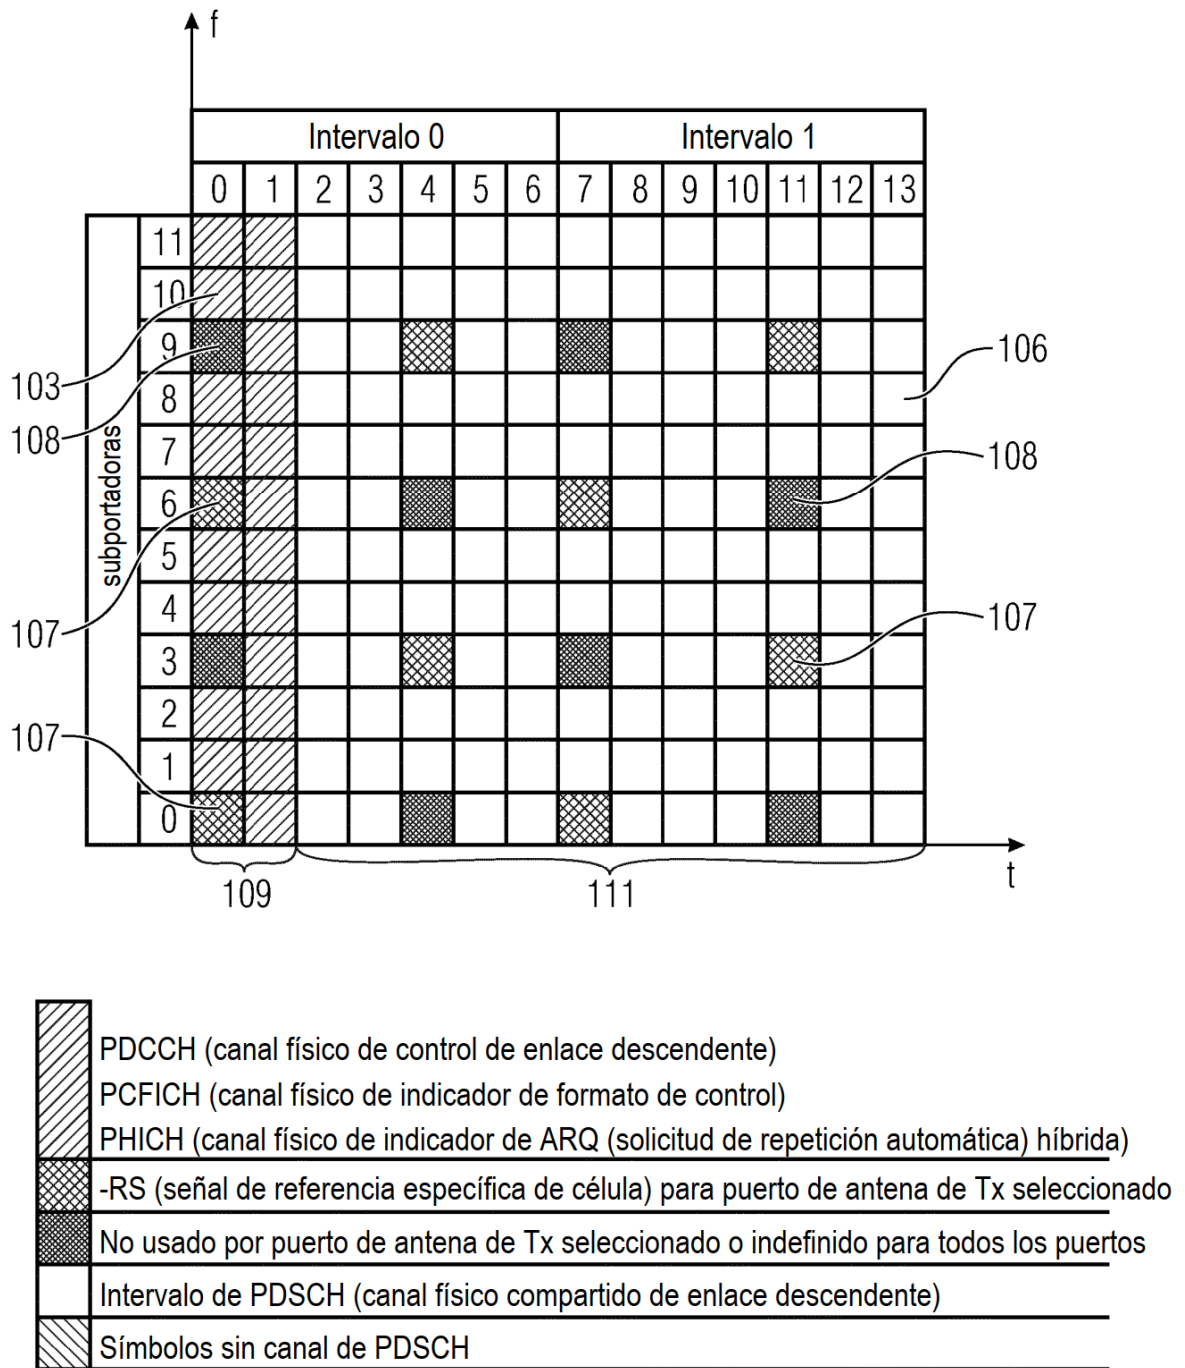 f
Intervalo 0 Intervalo 1
0 1 2 3 4 5 6 7 8 9 10 11 12 13
subportadoras
11
10
9
8
7
6
5
4
3
2
1
0
103
108
107
107
106
108
107
109 111
t
PDCCH (canal físico de control de enlace descendente)
PCFICH (canal físico de indicador de formato de control)
PHICH (canal físico de indicador de ARQ (solicitud de repetición automática) híbrida)
-RS (señal de referencia específica de célula) para puerto de antena de Tx seleccionado
No usado por puerto de antena de Tx seleccionado o indefinido para todos los puertos
Intervalo de PDSCH (canal físico compartido de enlace descendente)
Símbolos sin canal de PDSCH